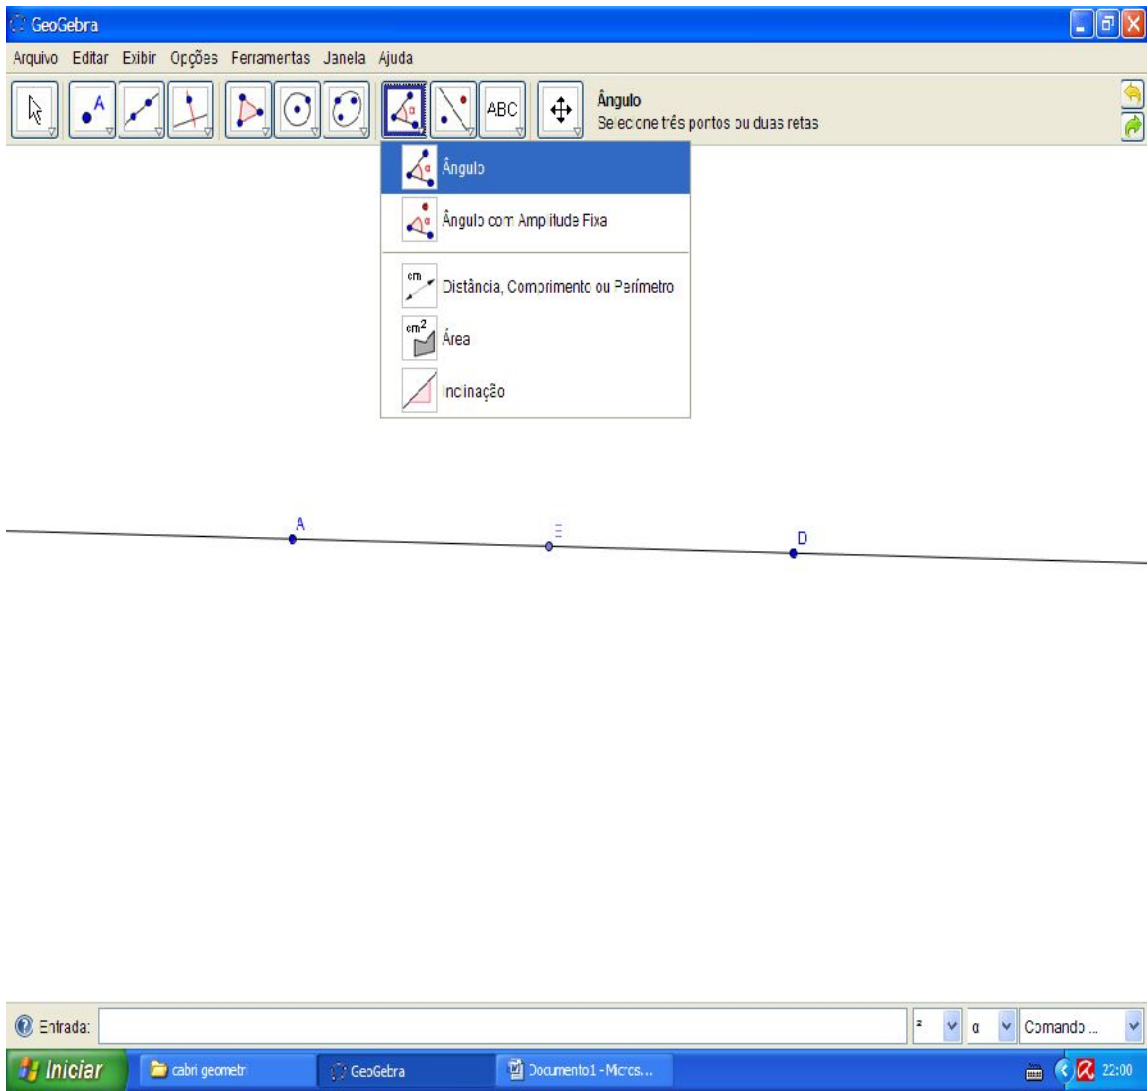 GeoGebra
Arquivo Editar Exibir Opções Ferramentas Janela Ajuda
A
ABC
Ângulo
Selecione três pontos ou duas retas
α Ângulo
α Ângulo com Amplitude Fixa
cm Distância, Comprimento ou Perímetro
cm² Área
Inclinação
A
D
Entrada:
²
α
Comando ...
Iniciar
cabri geometri
GeoGebra
Documento1 - Micros...
22:00